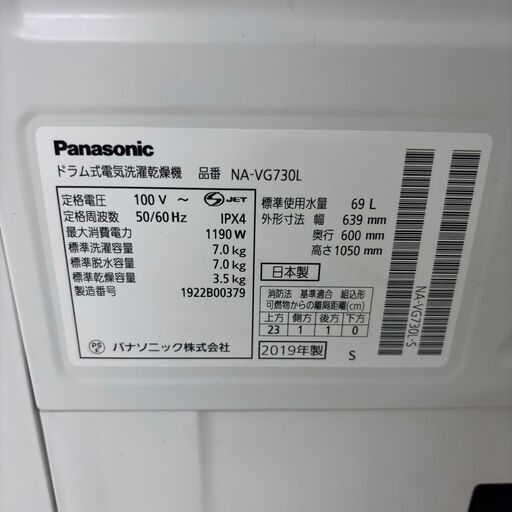 Panasonic
ドラム式電気洗濯乾燥機 品番 NA-VG730L
定格電圧 100 V ～
S JET
定格周波数 50/60 Hz IPX4
最大消費電力 1190 W
標準洗濯容量 7.0 kg
標準脱水容量 7.0 kg
標準乾燥容量 3.5 kg
製造番号 1922B00379
PS E パナソニック株式会社
標準使用水量 69 L
外形寸法 幅 639 mm
奥行 600 mm
高さ 1050 mm
日本製
消防法 基準適合 組込形
可燃物からの離隔距離(cm)
上方 側方 後方 下方
23 1 1 0
2019年製 S
NA-VG730L-S